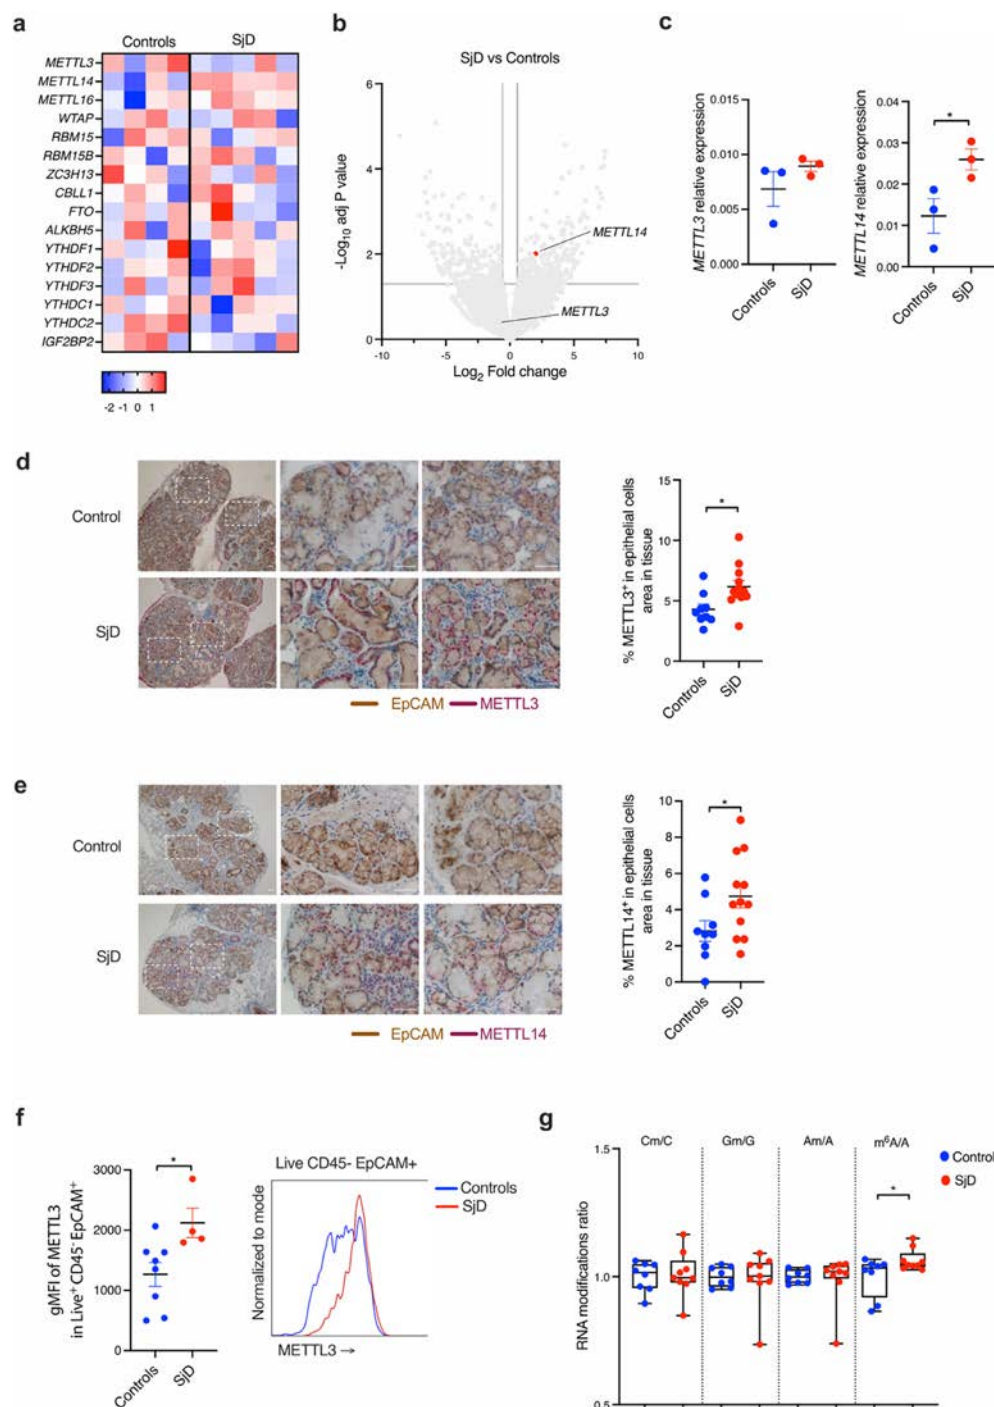 a
Controls SjD
METTL3
METTL14
METTL16
WTAP
RBM15
RBM15B
ZC3H13
CBLL1
FTO
ALKBH5
YTHDF1
YTHDF2
YTHDF3
YTHDC1
YTHDC2
IGF2BP2
-2 -1 0 1
b
SjD vs Controls
-Log10 adj P value
6
4
2
0
METTL14
METTL3
-10 -5 0 5 10
Log2 Fold change
c
METTL3 relative expression
0.015
0.010
0.005
0.000
Controls SjD
METTL14 relative expression
0.04
0.03
0.02
0.01
0.00
*
Controls SjD
d
Control
SjD
EpCAM METTL3
% METTL3+ in epithelial cells
area in tissue
15
10
5
0
*
Controls SjD
e
Control
SjD
EpCAM METTL14
% METTL14+ in epithelial cells
area in tissue
10
8
6
4
2
0
*
Controls SjD
f
gMFI of METTL3
in Live+ CD45- EpCAM+
3000
2000
1000
0
*
Controls SjD
Live CD45- EpCAM+
Normalized to mode
METTL3 →
Controls
SjD
g
RNA modifications ratio
1.5
1.0
0.5
Cm/C Gm/G Am/A m6A/A
*
Control
SjD